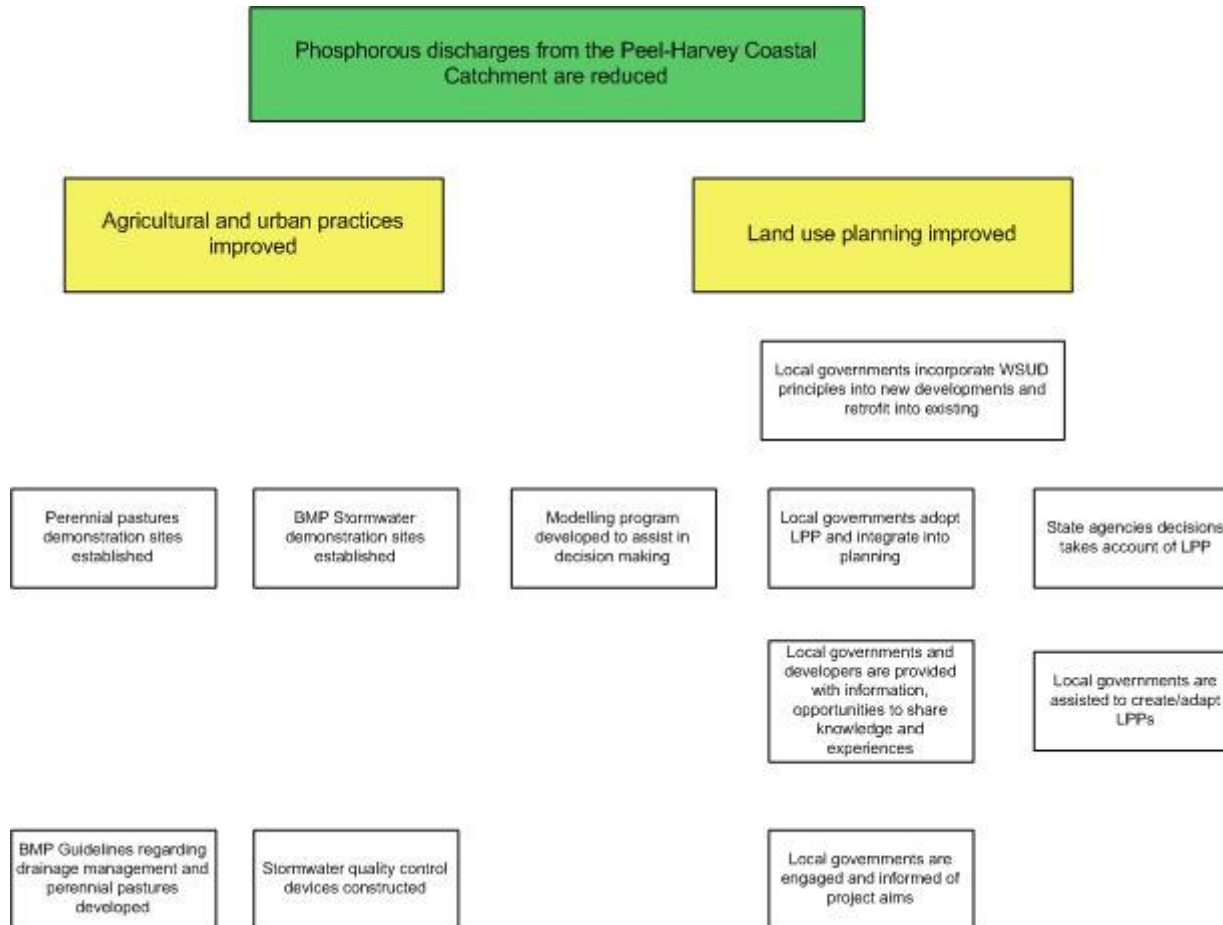 Phosphorous discharges from the Peel-Harvey Coastal
Catchment are reduced
Agricultural and urban practices
improved
Land use planning improved
Local governments incorporate WSUD
principles into new developments and
retrofit into existing
Perennial pastures
demonstration sites
established
BMP Stormwater
demonstration sites
established
Modelling program
developed to assist in
decision making
Local governments adopt
LPP and integrate into
planning
State agencies decisions
takes account of LPP
Local governments and
developers are provided
with information,
opportunities to share
knowledge and
experiences
Local governments are
assisted to create/adapt
LPPs
BMP Guidelines regarding
drainage management and
perennial pastures
developed
Stormwater quality control
devices constructed
Local governments are
engaged and informed of
project aims